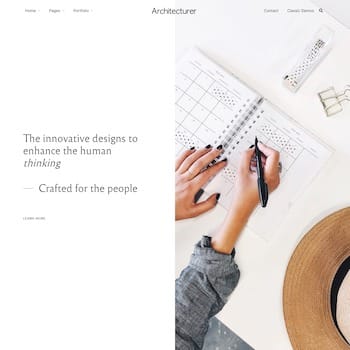 Home
Pages
Portfolio
Architecturer
Contact
Classic Demos
The innovative designs to
enhance the human
thinking
— Crafted for the people
LEARN MORE